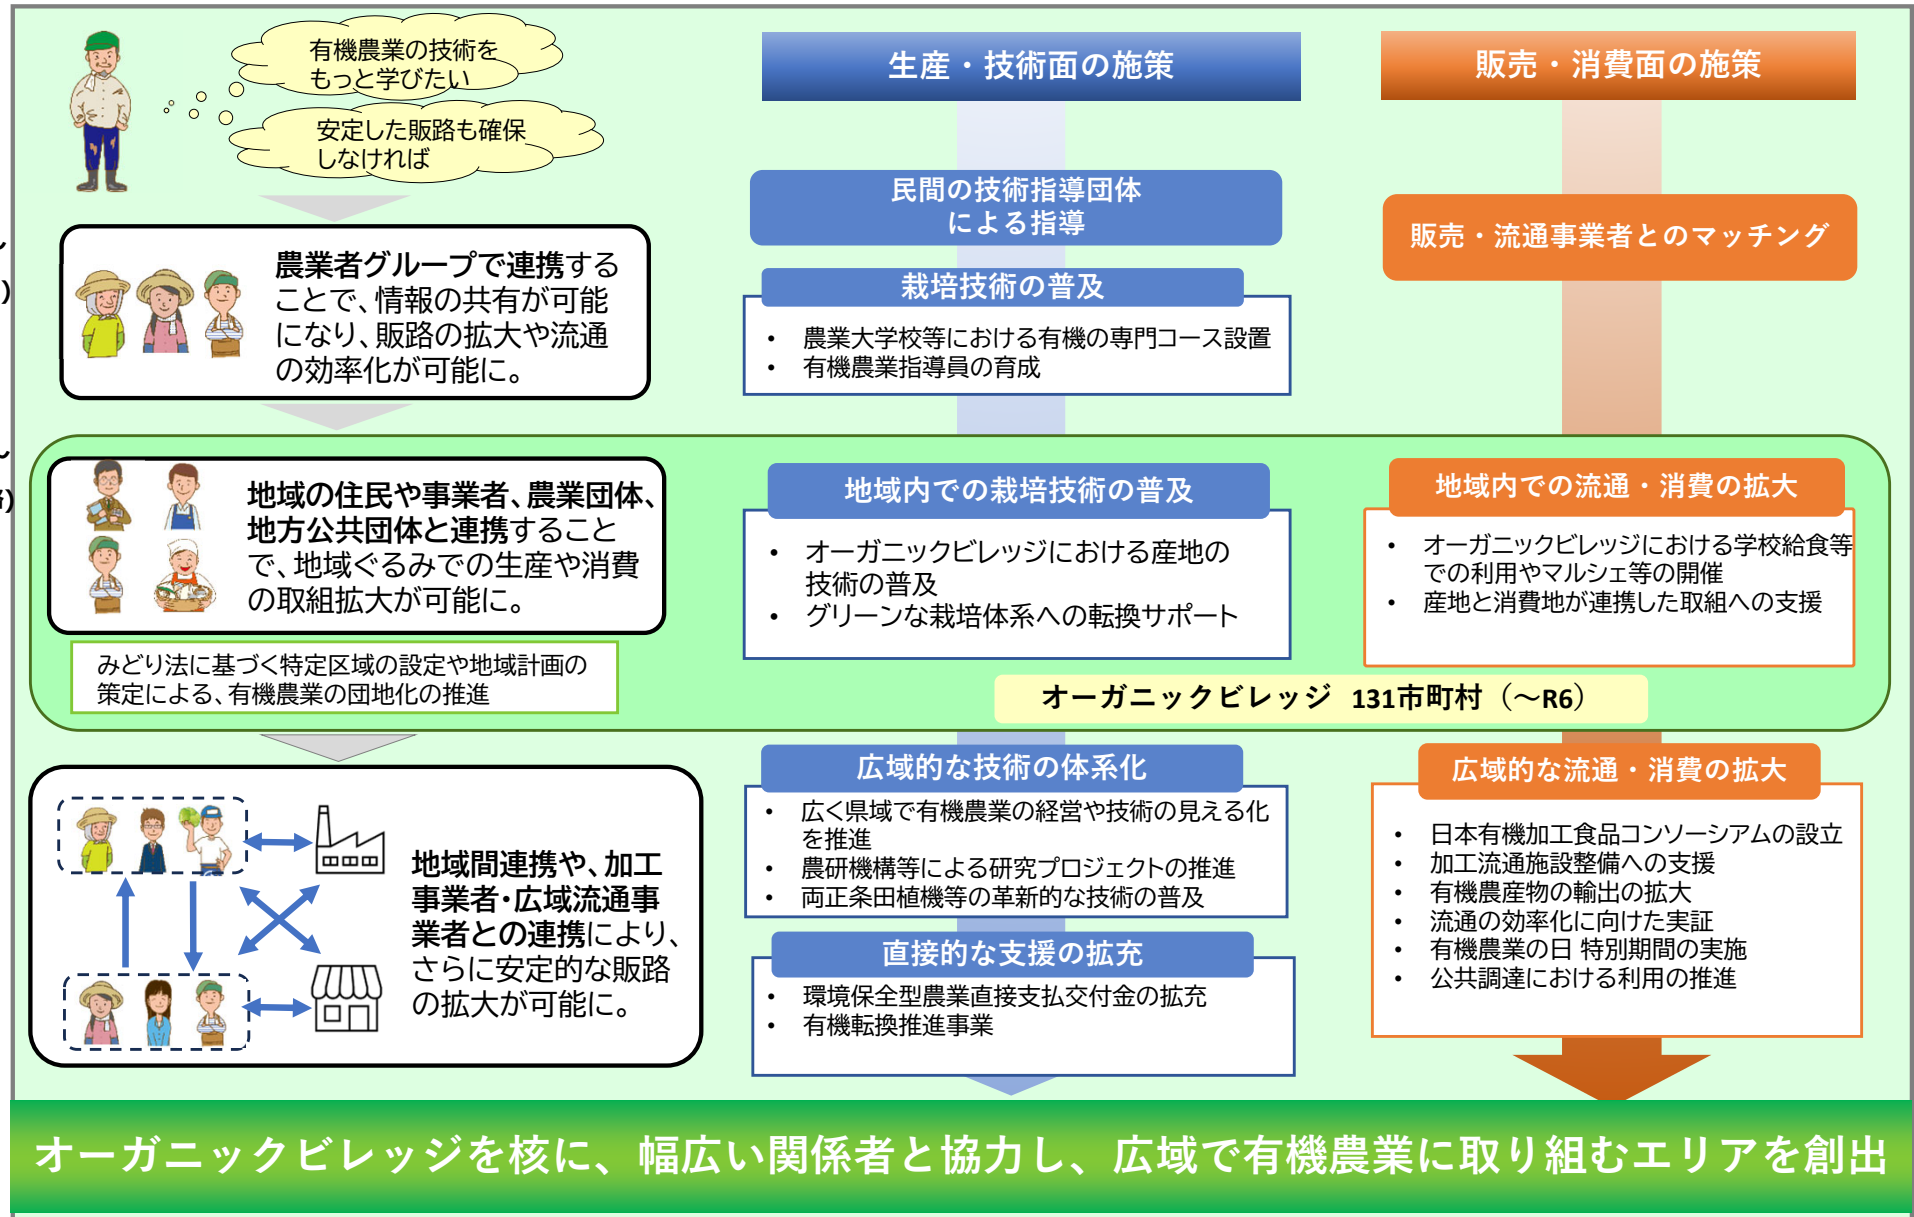 有機農業の技術を
もっと学びたい
安定した販路も確保
しなければ
農業者グループで連携する
ことで、情報の共有が可能
になり、販路の拡大や流通
の効率化が可能に。
地域の住民や事業者、農業団体、
地方公共団体と連携すること
で、地域ぐるみでの生産や消費
の取組拡大が可能に。
みどり法に基づく特定区域の設定や地域計画の
策定による、有機農業の団地化の推進
地域間連携や、加工
事業者・広域流通事
業者との連携により、
さらに安定的な販路
の拡大が可能に。
生産・技術面の施策
民間の技術指導団体
による指導
栽培技術の普及
• 農業大学校等における有機の専門コース設置
• 有機農業指導員の育成
地域内での栽培技術の普及
• オーガニックビレッジにおける産地の
技術の普及
• グリーンな栽培体系への転換サポート
オーガニックビレッジ 131市町村（～R6）
広域的な技術の体系化
• 広く県域で有機農業の経営や技術の見える化
を推進
• 農研機構等による研究プロジェクトの推進
• 両正条田植機等の革新的な技術の普及
直接的な支援の拡充
• 環境保全型農業直接支払交付金の拡充
• 有機転換推進事業
販売・消費面の施策
販売・流通事業者とのマッチング
地域内での流通・消費の拡大
• オーガニックビレッジにおける学校給食等
での利用やマルシェ等の開催
• 産地と消費地が連携した取組への支援
広域的な流通・消費の拡大
• 日本有機加工食品コンソーシアムの設立
• 加工流通施設整備への支援
• 有機農産物の輸出の拡大
• 流通の効率化に向けた実証
• 有機農業の日 特別期間の実施
• 公共調達における利用の推進
オーガニックビレッジを核に、幅広い関係者と協力し、広域で有機農業に取り組むエリアを創出